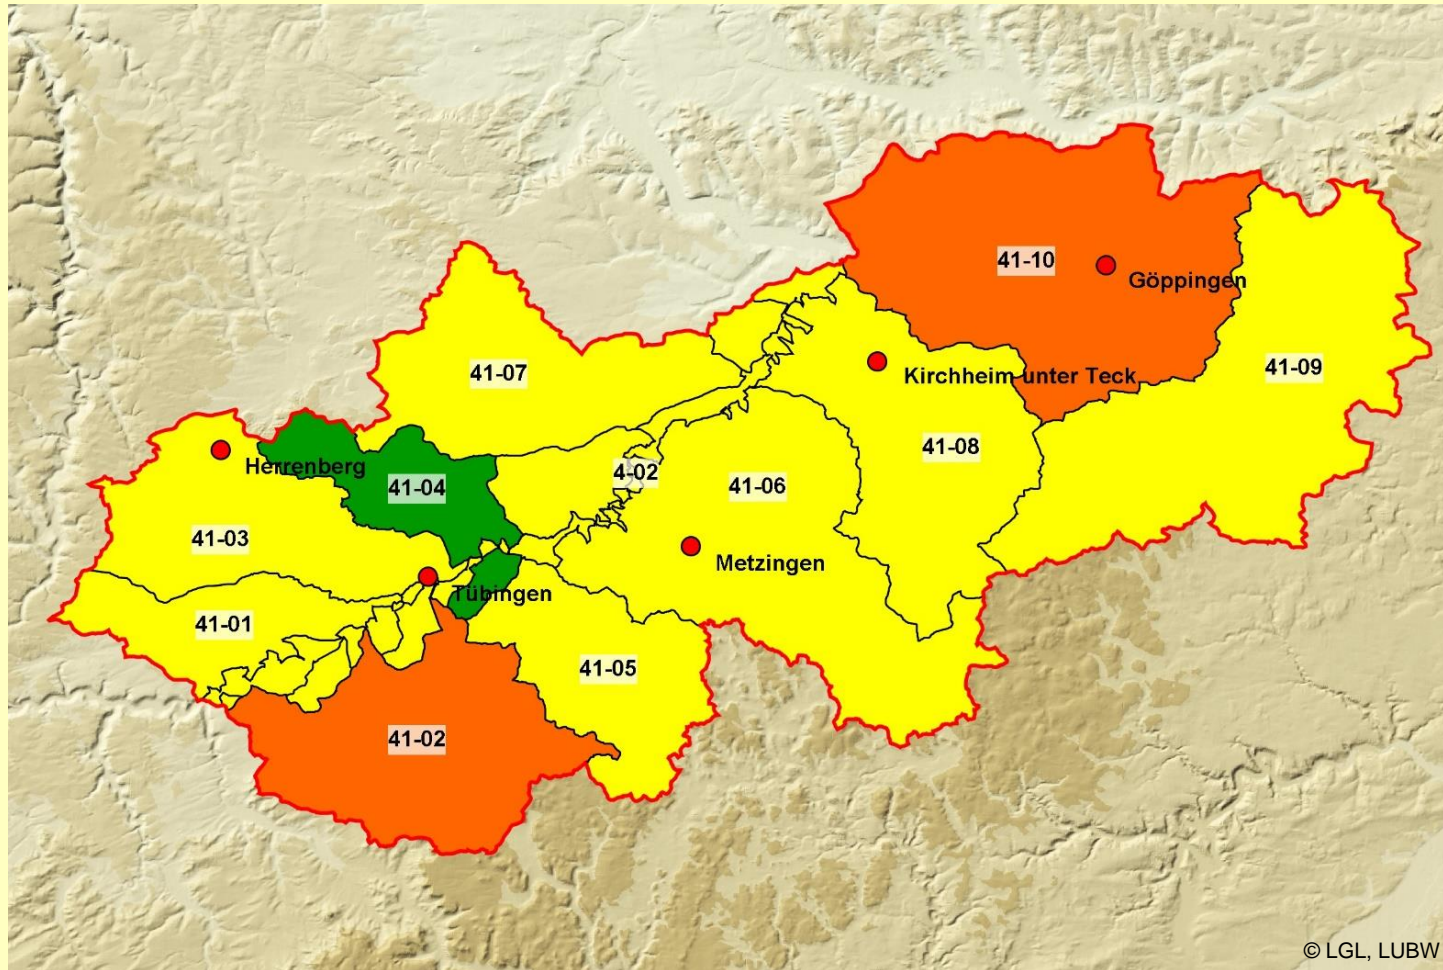 41-10
Göppingen
41-09
41-07
Kirchheim unter Teck
Herrenberg
41-04
4-02
41-06
41-08
41-03
Metzingen
Tübingen
41-01
41-05
41-02
© LGL, LUBW